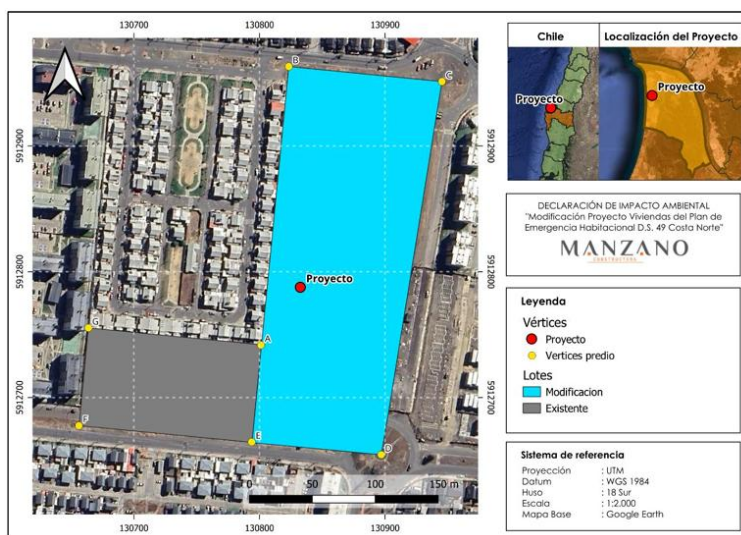 130700 130800 130900
B
C
5912900
5912900
5912800
5912800
Proyecto
G
A
5912700
5912700
F
E
D
0 50 100 150 m
130700 130800 130900
Chile
Localización del Proyecto
Proyecto
Proyecto
DECLARACIÓN DE IMPACTO AMBIENTAL
"Modificación Proyecto Viviendas del Plan de
Emergencia Habitacional D.S. 49 Costa Norte"
MANZANO
CONSTRUCTORA
Leyenda
Vértices
Proyecto
Vertices predio
Lotes
Modificacion
Existente
Sistema de referencia
Proyección : UTM
Datum : WGS 1984
Huso : 18 Sur
Escala : 1:2.000
Mapa Base : Google Earth